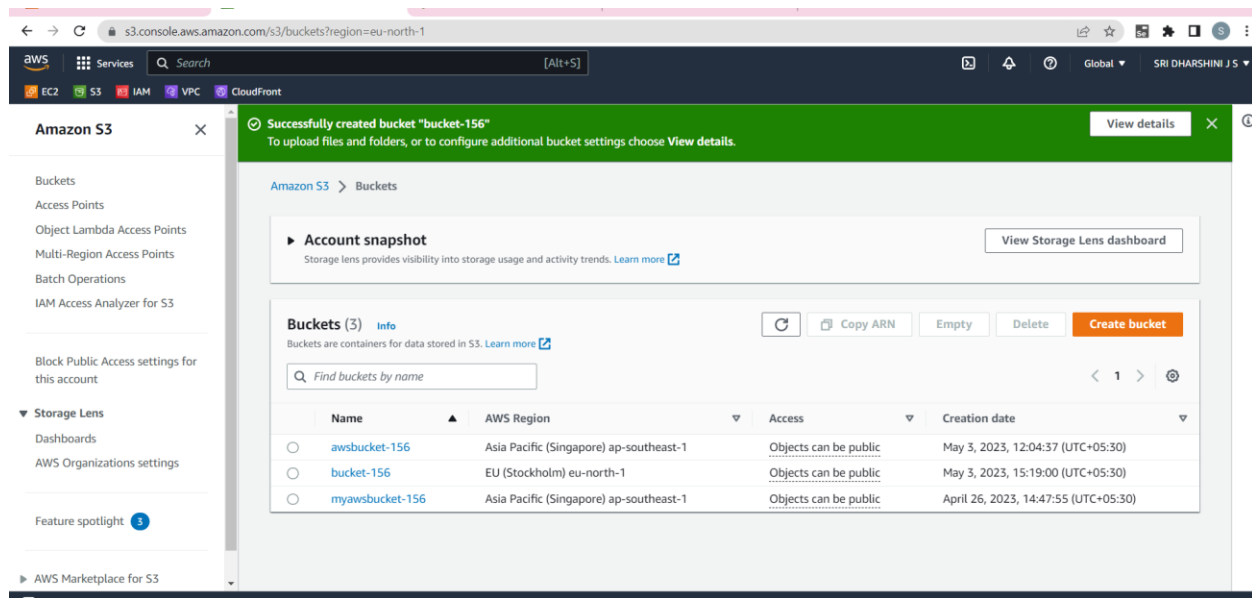 s3.console.aws.amazon.com/s3/buckets?region=eu-north-1
S
aws
Services
Search
[Alt+S]
Global
SRI DHARSHINI J S
EC2
S3
IAM
VPC
CloudFront
Amazon S3
Buckets
Access Points
Object Lambda Access Points
Multi-Region Access Points
Batch Operations
IAM Access Analyzer for S3
Block Public Access settings for
this account
Storage Lens
Dashboards
AWS Organizations settings
Feature spotlight 3
AWS Marketplace for S3
Successfully created bucket "bucket-156"
To upload files and folders, or to configure additional bucket settings choose View details.
View details
Amazon S3 > Buckets
Account snapshot
Storage lens provides visibility into storage usage and activity trends. Learn more
View Storage Lens dashboard
Buckets (3) Info
Buckets are containers for data stored in S3. Learn more
Copy ARN
Empty
Delete
Create bucket
Find buckets by name
1
Name AWS Region Access Creation date
awsbucket-156 Asia Pacific (Singapore) ap-southeast-1 Objects can be public May 3, 2023, 12:04:37 (UTC+05:30)
bucket-156 EU (Stockholm) eu-north-1 Objects can be public May 3, 2023, 15:19:00 (UTC+05:30)
myawsbucket-156 Asia Pacific (Singapore) ap-southeast-1 Objects can be public April 26, 2023, 14:47:55 (UTC+05:30)